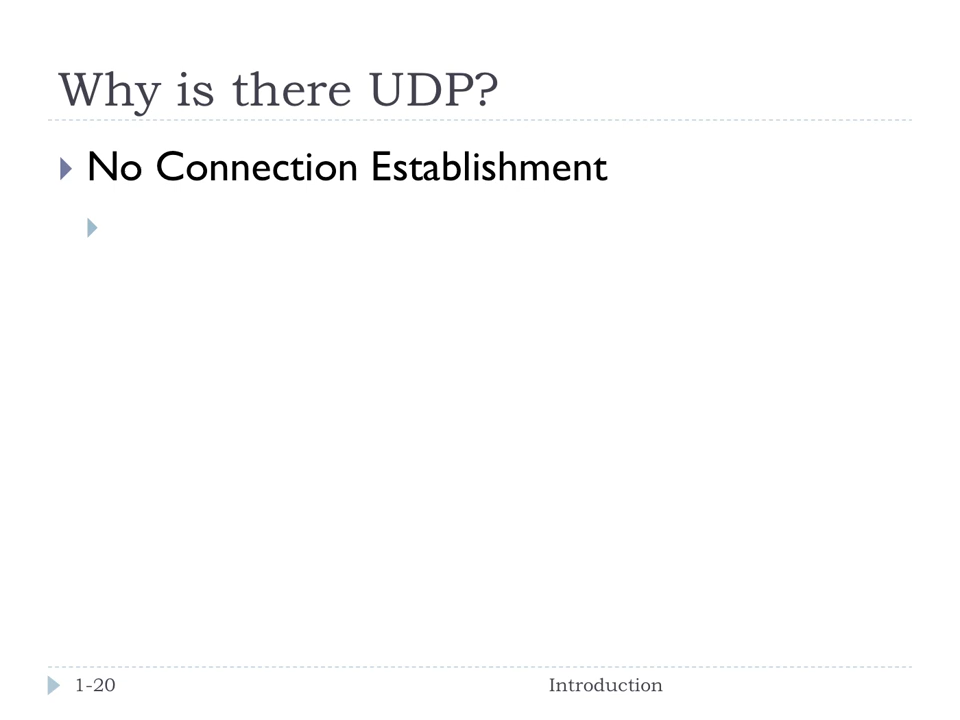 Why is there UDP?
No Connection Establishment
1-20
Introduction